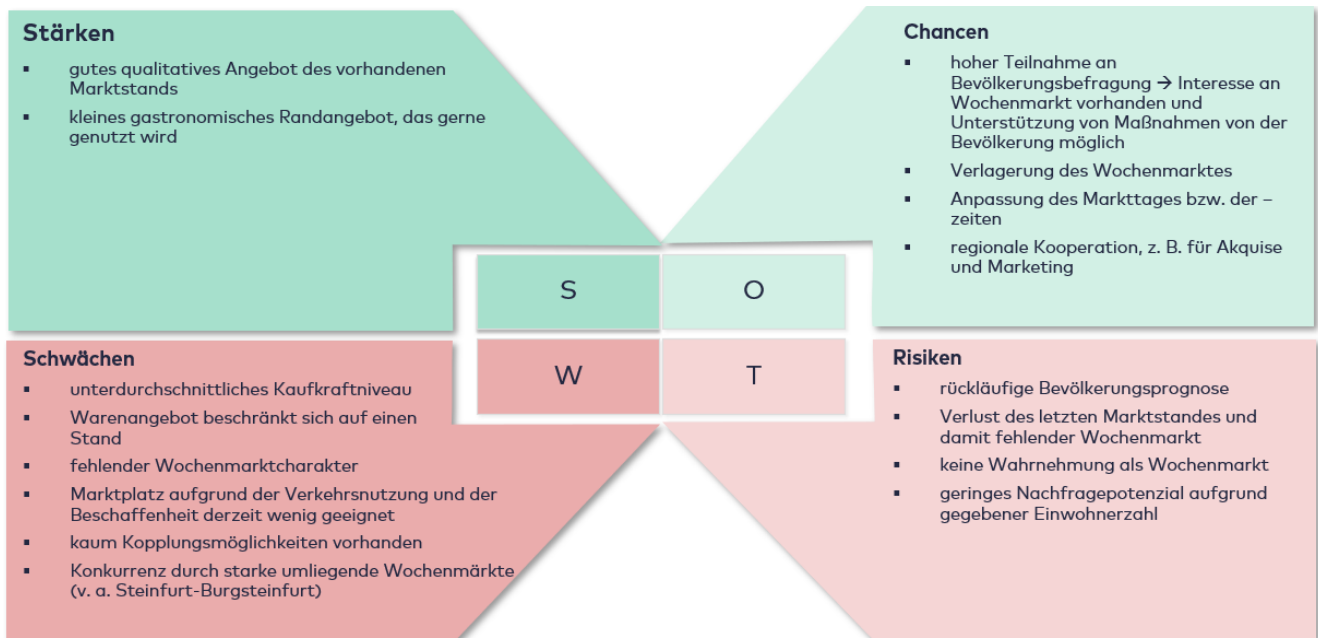 Stärken
▪ gutes qualitatives Angebot des vorhandenen
Marktstands
▪ kleines gastronomisches Randangebot, das gerne
genutzt wird
Chancen
▪ hoher Teilnahme an
Bevölkerungsbefragung → Interesse an
Wochenmarkt vorhanden und
Unterstützung von Maßnahmen von der
Bevölkerung möglich
▪ Verlagerung des Wochenmarktes
▪ Anpassung des Markttages bzw. der –
zeiten
▪ regionale Kooperation, z. B. für Akquise
und Marketing
S
O
W
T
Schwächen
▪ unterdurchschnittliches Kaufkraftniveau
▪ Warenangebot beschränkt sich auf einen
Stand
▪ fehlender Wochenmarktcharakter
▪ Marktplatz aufgrund der Verkehrsnutzung und der
Beschaffenheit derzeit wenig geeignet
▪ kaum Kopplungsmöglichkeiten vorhanden
▪ Konkurrenz durch starke umliegende Wochenmärkte
(v. a. Steinfurt-Burgsteinfurt)
Risiken
▪ rückläufige Bevölkerungsprognose
▪ Verlust des letzten Marktstandes und
damit fehlender Wochenmarkt
▪ keine Wahrnehmung als Wochenmarkt
▪ geringes Nachfragepotenzial aufgrund
gegebener Einwohnerzahl